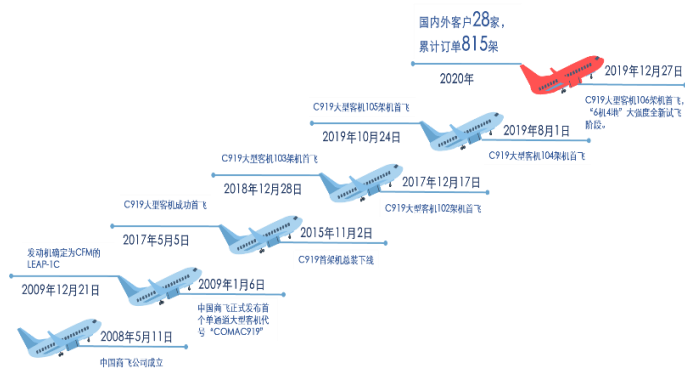 国内外客户28家，
累计订单815架
2020年
2019年12月27日
C919大型客机106架机首飞，
“6机4地”大强度全新试飞
阶段。
C919大型客机105架机首飞
2019年10月24日
2019年8月1日
C919大型客机104架机首飞
C919大型客机103架机首飞
2018年12月28日
2017年12月17日
C919大型客机102架机首飞
C919大型客机成功首飞
2017年5月5日
2015年11月2日
C919首架机总装下线
发动机确定为CFM的
LEAP-1C
2009年12月21日
2009年1月6日
中国商飞正式发布首
个单通道大型客机代
号“COMAC919”
2008年5月11日
中国商飞公司成立